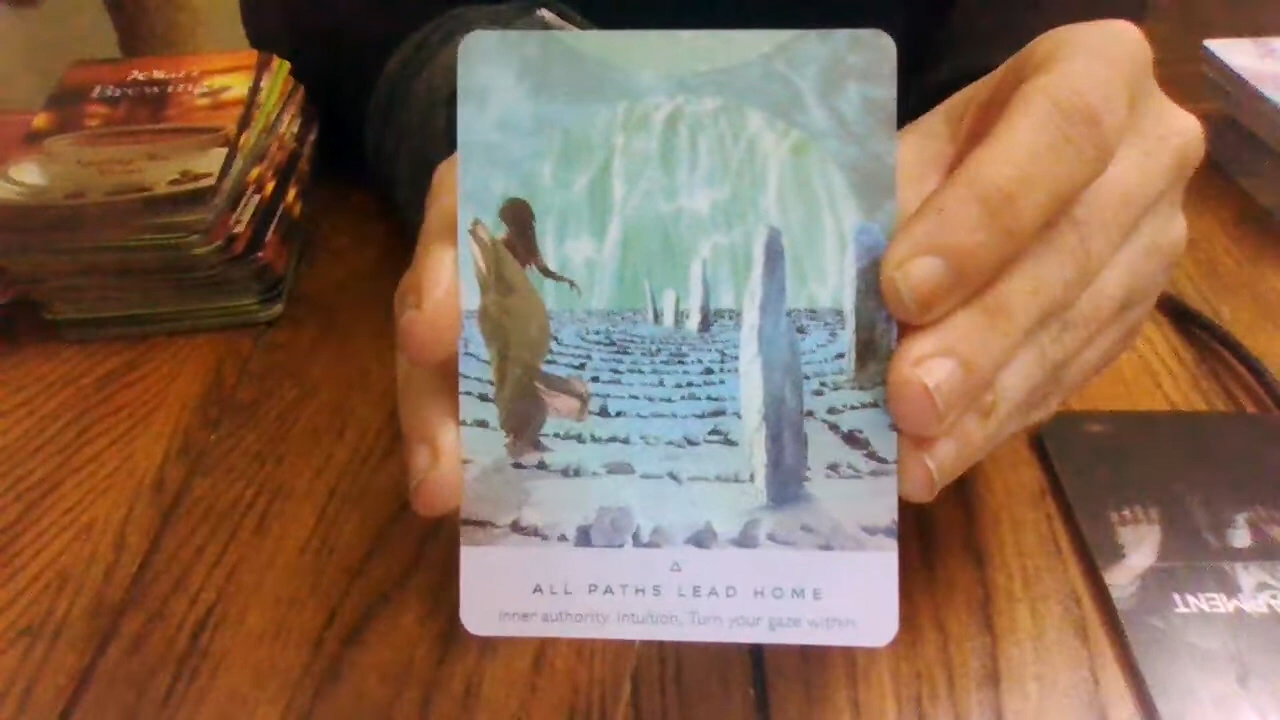 What's
Brewing
ALL PATHS LEAD HOME
Inner authority. Intuition. Turn your gaze within.